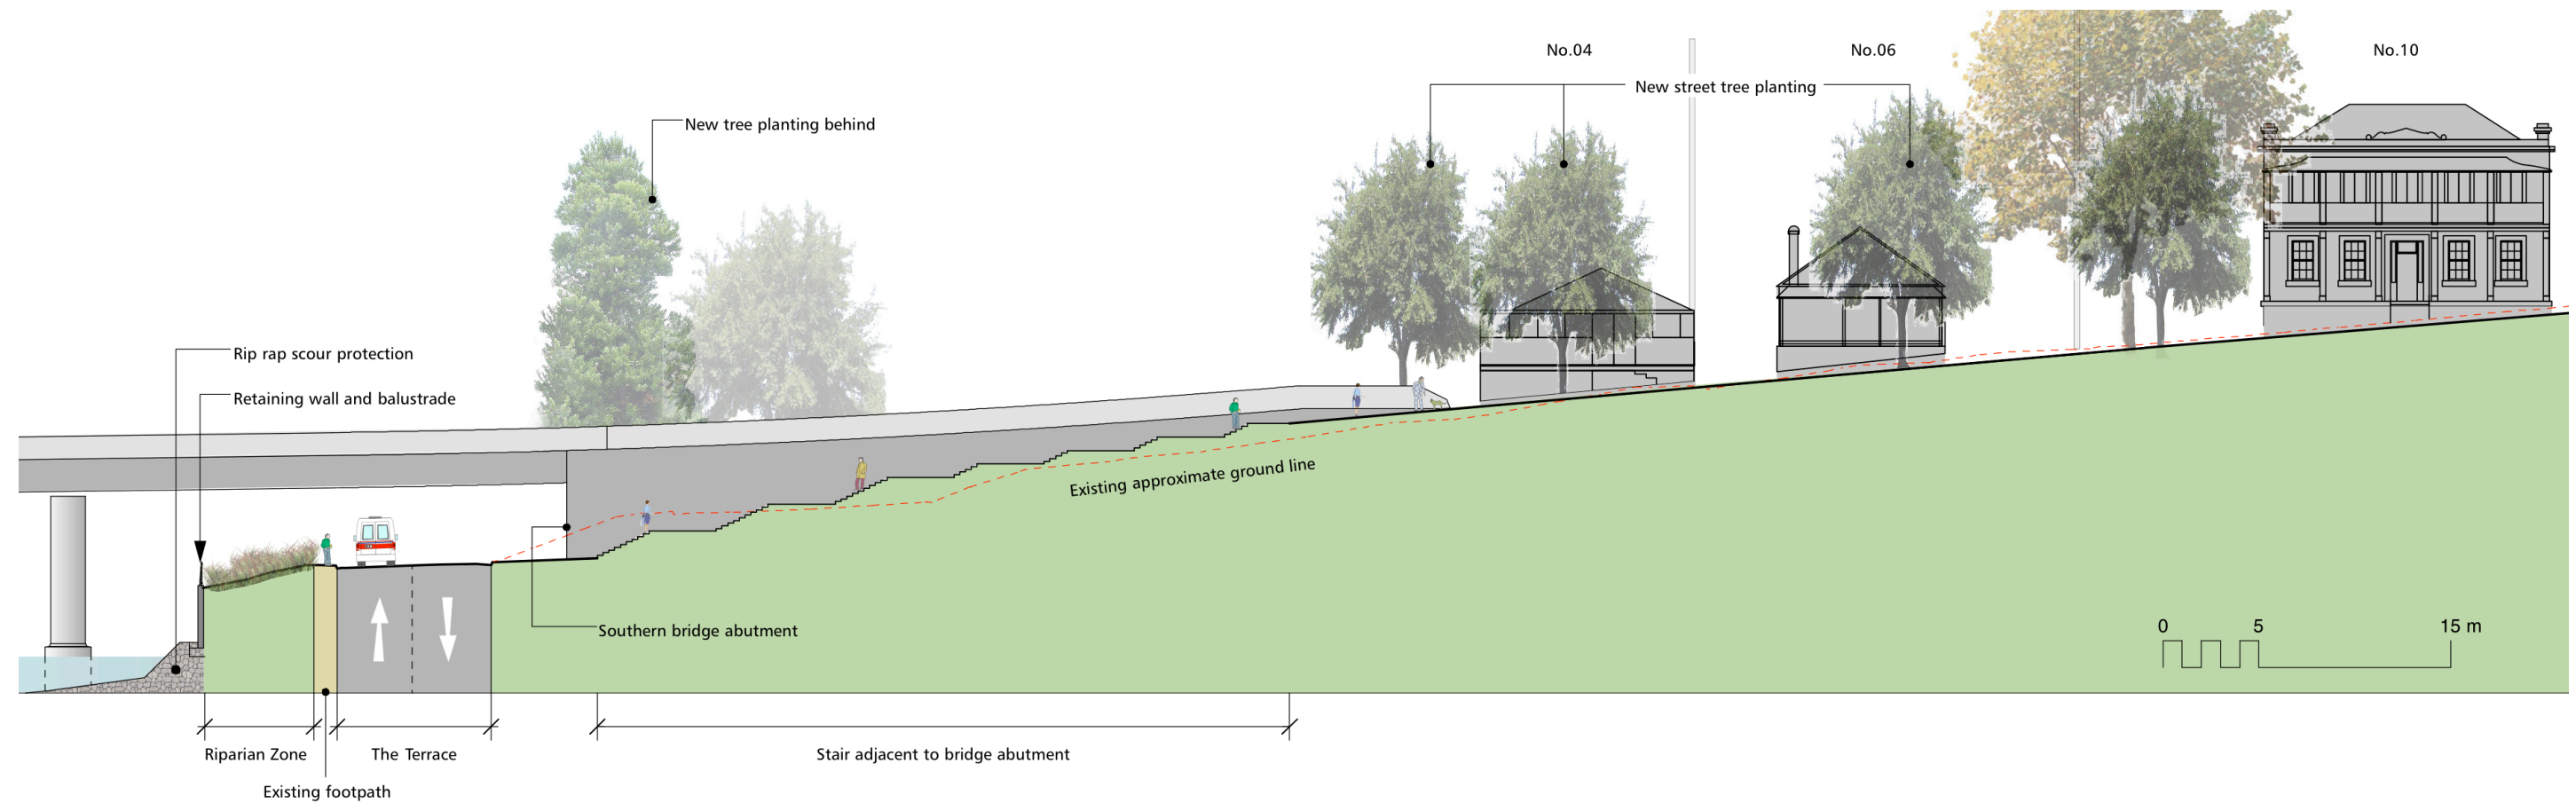 No.04
No.06
No.10
New street tree planting
New tree planting behind
Rip rap scour protection
Retaining wall and balustrade
Existing approximate ground line
Southern bridge abutment
0 5 15 m
Riparian Zone
The Terrace
Stair adjacent to bridge abutment
Existing footpath